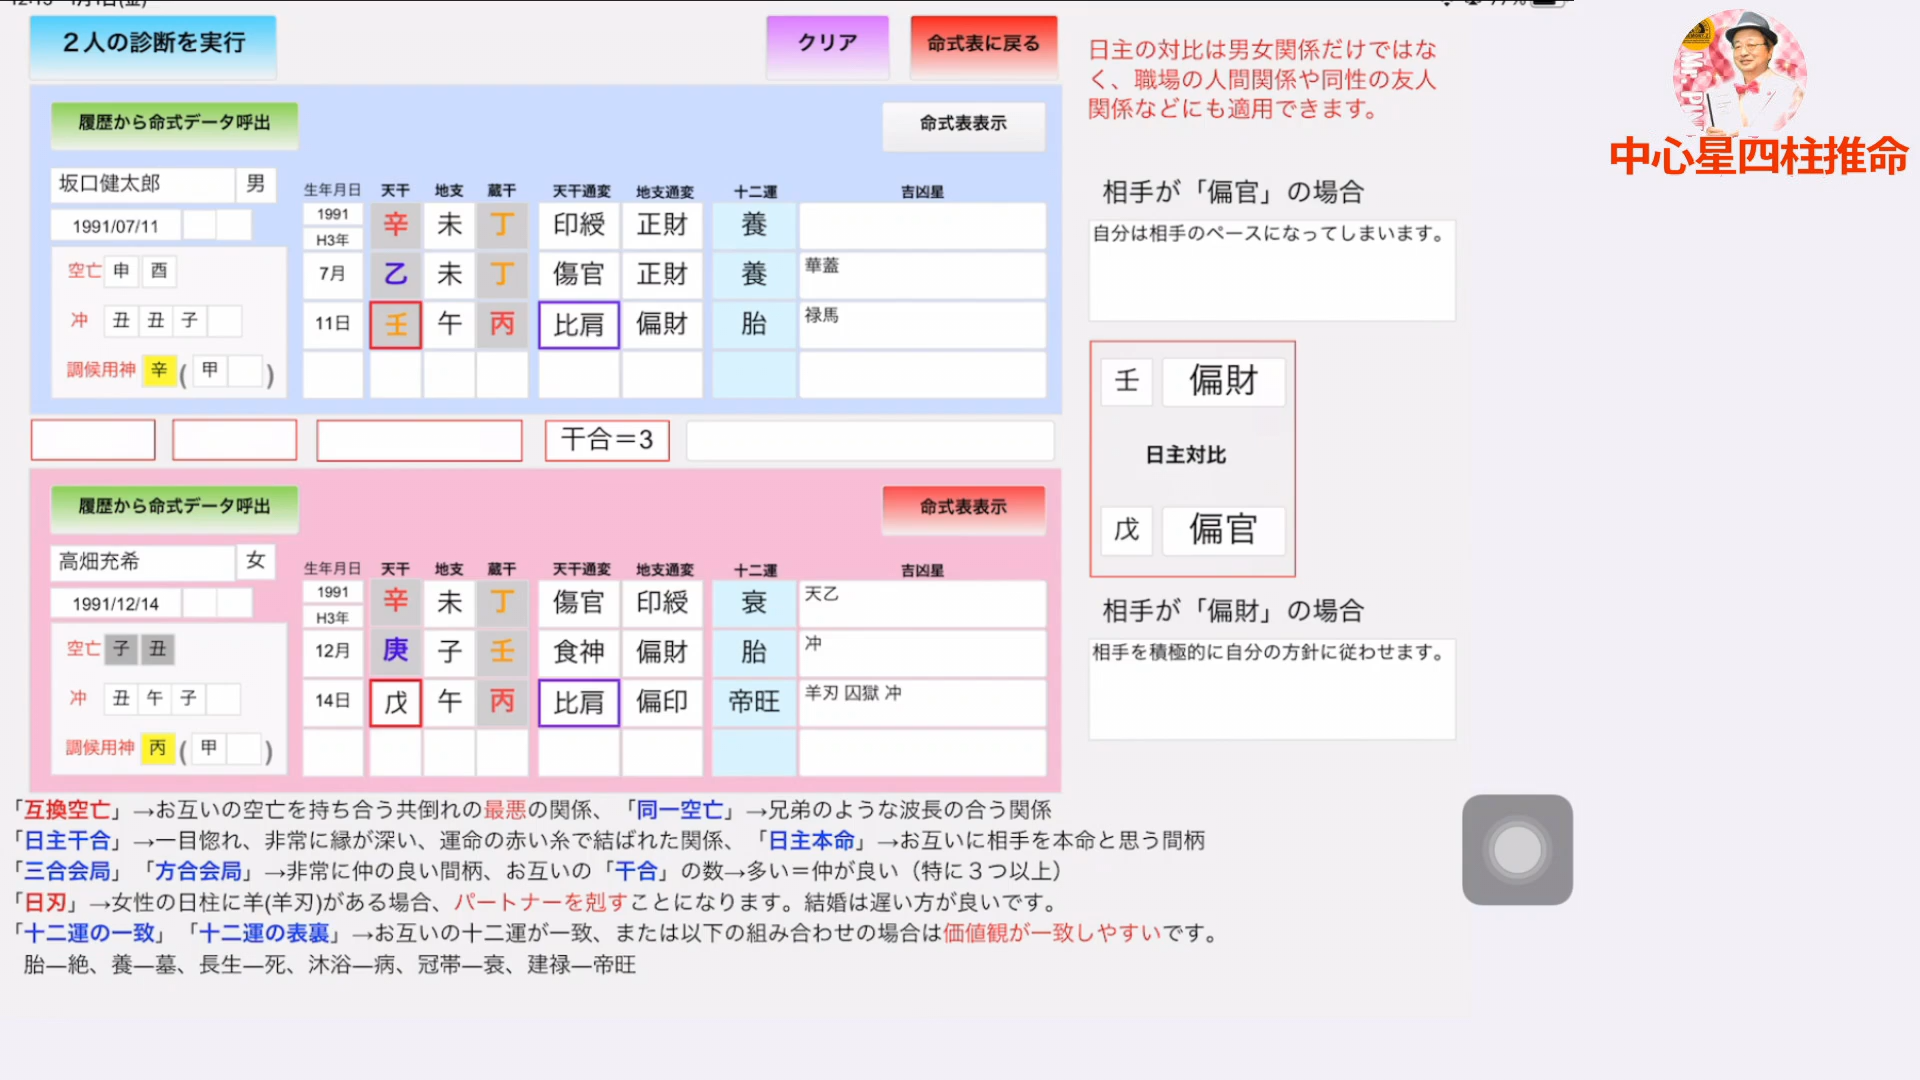 2人の診断を実行
クリア
命式表に戻る
日主の対比は男女関係だけではな
く、職場の人間関係や同性の友人
関係などにも適用できます。
中心星四柱推命
履歴から命式データ呼出
命式表表示
坂口健太郎 男
1991/07/11
空亡 申 酉
冲 丑 丑 子
調候用神 辛 ( 甲 )
生年月日 天干 地支 蔵干 天干通変 地支通変 十二運 吉凶星
1991 H3年 辛 未 丁 印綬 正財 養
7月 乙 未 丁 傷官 正財 養 華蓋
11日 壬 午 丙 比肩 偏財 胎 禄馬
干合=3
履歴から命式データ呼出
命式表表示
高畑充希 女
1991/12/14
空亡 子 丑
冲 丑 午 子
調候用神 丙 ( 甲 )
生年月日 天干 地支 蔵干 天干通変 地支通変 十二運 吉凶星
1991 H3年 辛 未 丁 傷官 印綬 衰 天乙
12月 庚 子 壬 食神 偏財 胎 冲
14日 戊 午 丙 比肩 偏印 帝旺 羊刃 囚獄 冲
相手が「偏官」の場合
自分は相手のペースになってしまいます。
壬 偏財
日主対比
戊 偏官
相手が「偏財」の場合
相手を積極的に自分の方針に従わせます。
「互換空亡」→お互いの空亡を持ち合う共倒れの最悪の関係、「同一空亡」→兄弟のような波長の合う関係
「日主干合」→一目惚れ、非常に縁が深い、運命の赤い糸で結ばれた関係、「日主本命」→お互いに相手を本命と思う間柄
「三合会局」「方合会局」→非常に仲の良い間柄、お互いの「干合」の数→多い=仲が良い(特に3つ以上)
「日刃」→女性の日柱に羊(羊刃)がある場合、パートナーを剋すことになります。結婚は遅い方が良いです。
「十二運の一致」「十二運の表裏」→お互いの十二運が一致、または以下の組み合わせの場合は価値観が一致しやすいです。
胎—絶、養—墓、長生—死、沐浴—病、冠帯—衰、建禄—帝旺